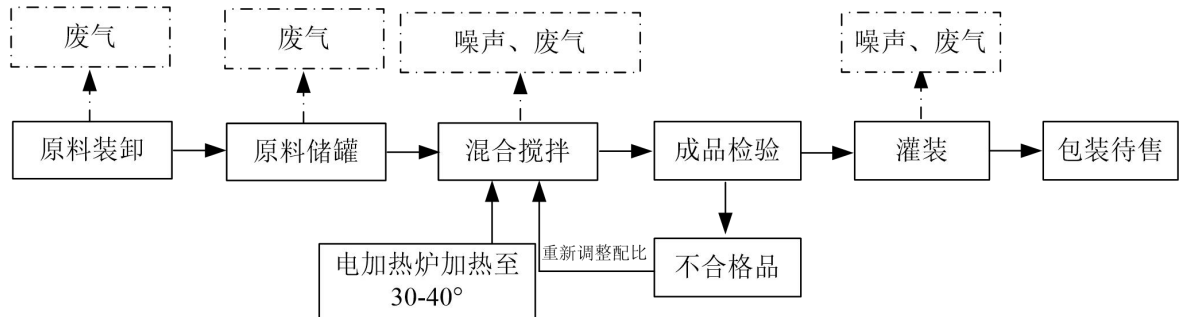 废气
废气
噪声、废气
噪声、废气
原料装卸
原料储罐
混合搅拌
成品检验
灌装
包装待售
电加热炉加热至
30-40°
重新调整配比
不合格品